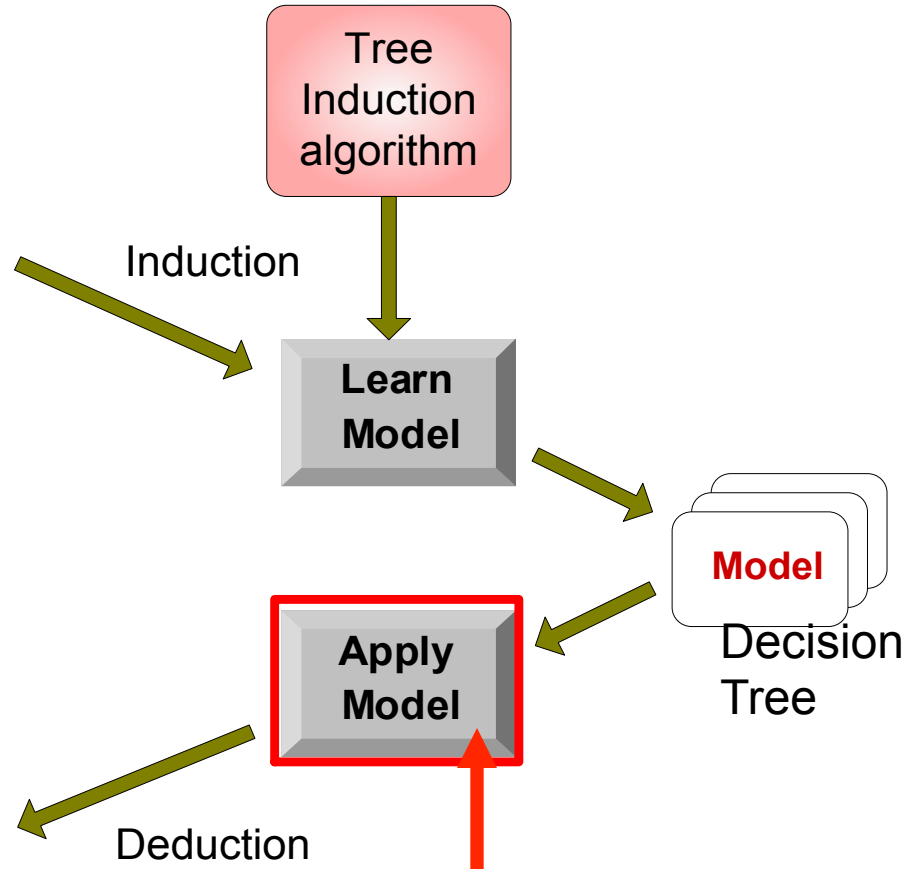 Tree
Induction
algorithm
Induction
Learn
Model
Model
Decision
Tree
Apply
Model
Deduction